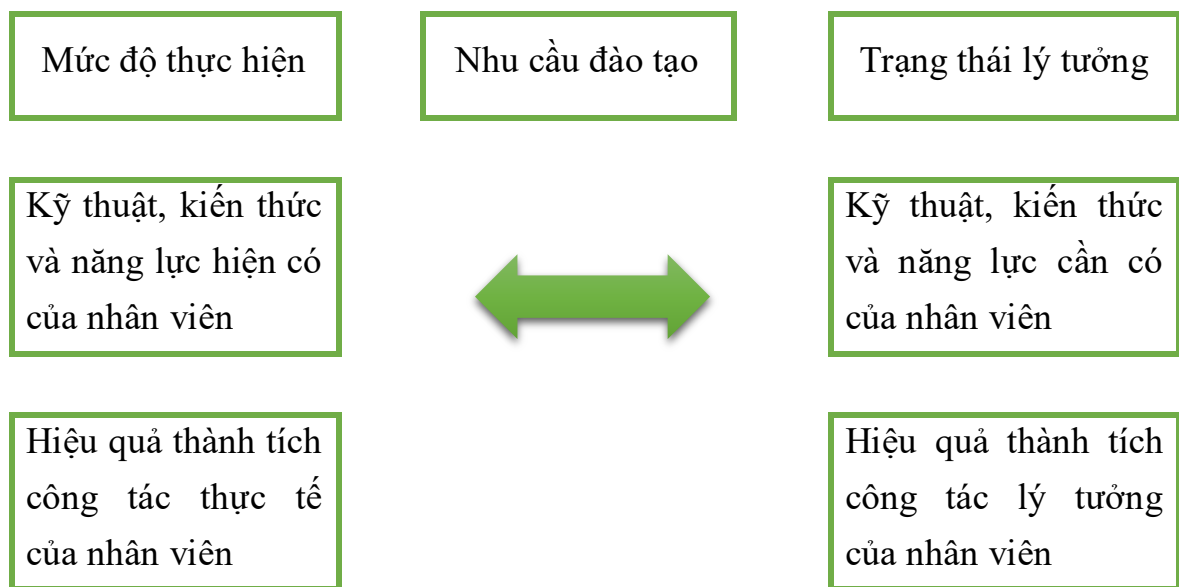 Mức độ thực hiện
Nhu cầu đào tạo
Trạng thái lý tưởng
Kỹ thuật, kiến thức
và năng lực hiện có
của nhân viên
Kỹ thuật, kiến thức
và năng lực cần có
của nhân viên
Hiệu quả thành tích
công tác thực tế
của nhân viên
Hiệu quả thành tích
công tác lý tưởng
của nhân viên